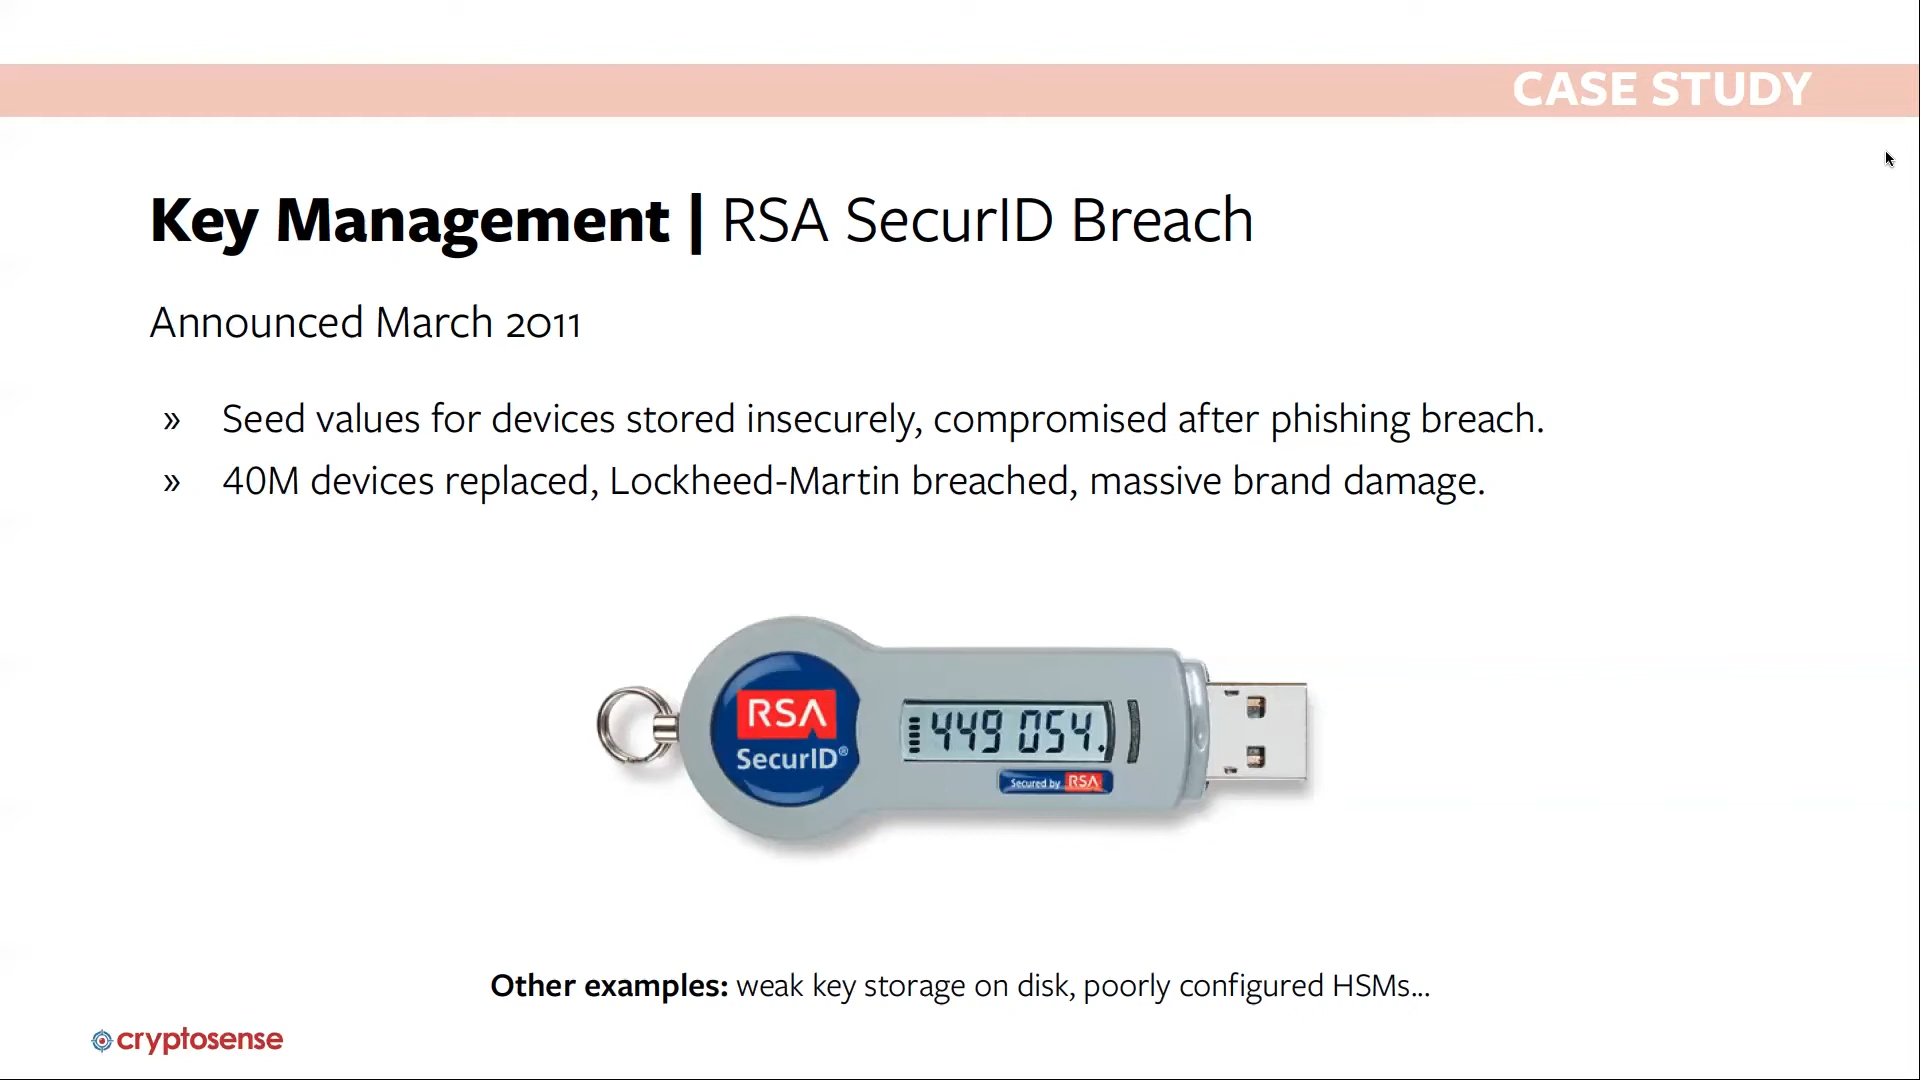 CASE STUDY
Key Management | RSA SecurID Breach
Announced March 2011
» Seed values for devices stored insecurely, compromised after phishing breach.
» 40M devices replaced, Lockheed-Martin breached, massive brand damage.
RSA
SecurID®
449 054.
Secured by RSA
Other examples: weak key storage on disk, poorly configured HSMs...
cryptosense